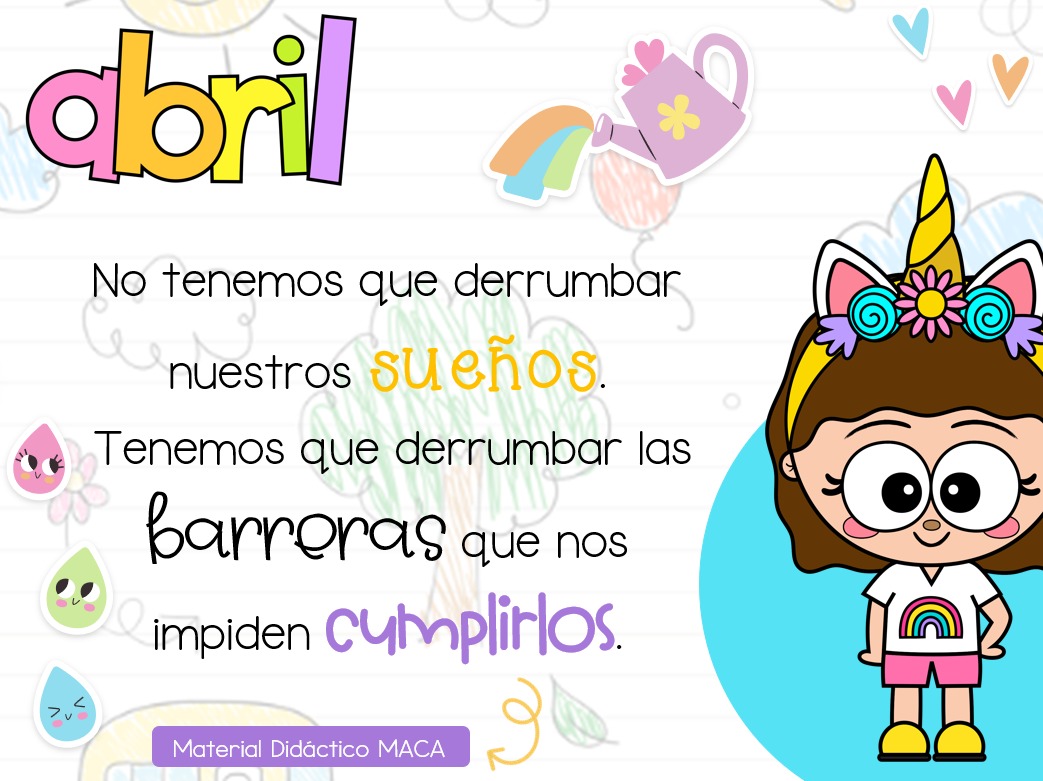 abril
No tenemos que derrumbar
nuestros sueños.
Tenemos que derrumbar las
barreras que nos
impiden cumplirlos.
Material Didáctico MACA